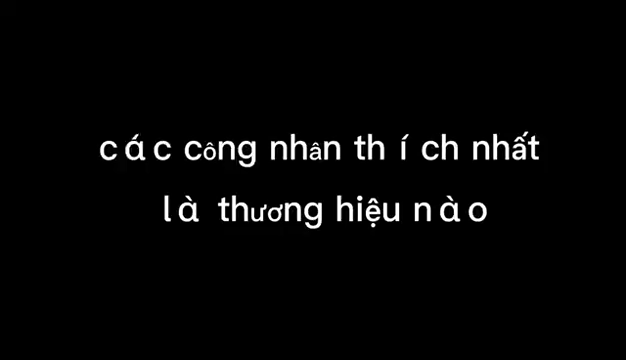 các công nhân thích nhất
là thương hiệu nào